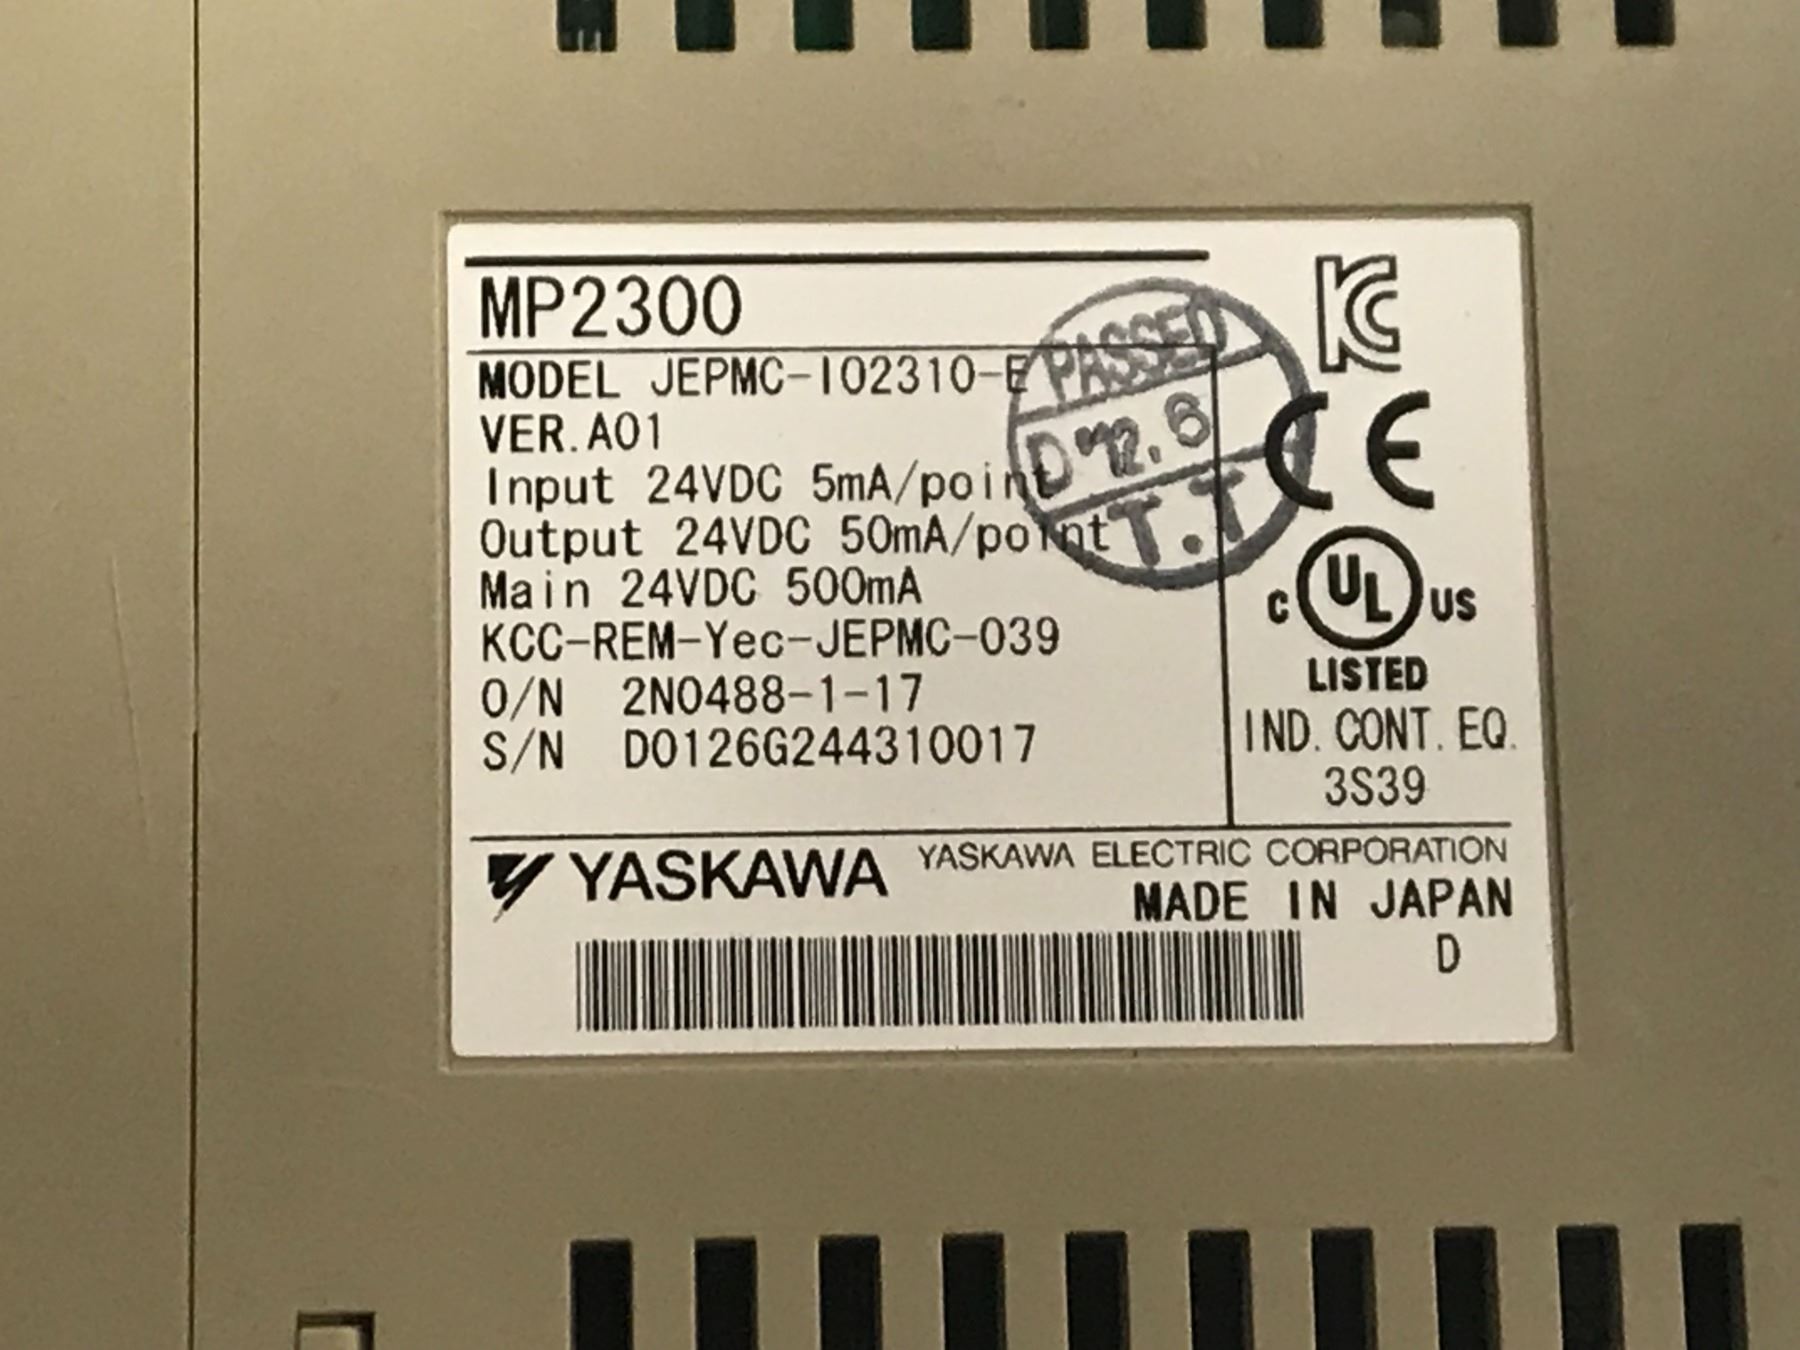 MP2300
MODEL JEPMC-IO2310-E
VER.A01
Input 24VDC 5mA/point
Output 24VDC 50mA/point
Main 24VDC 500mA
KCC-REM-Yec-JEPMC-039
O/N 2N0488-1-17
S/N D0126G244310017
PASSED
D '12.6
T.T
KC
CE
C UL US
LISTED
IND. CONT. EQ.
3S39
YASKAWA YASKAWA ELECTRIC CORPORATION
MADE IN JAPAN
D